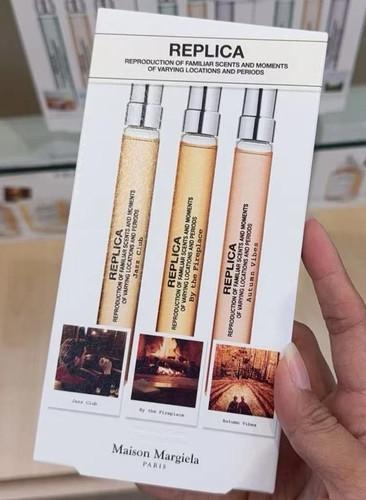 REPLICA
REPRODUCTION OF FAMILIAR SCENTS AND MOMENTS
OF VARYING LOCATIONS AND PERIODS
REPLICA
REPRODUCTION OF FAMILIAR SCENTS AND MOMENTS
OF VARYING LOCATIONS AND PERIODS
Jazz Club
REPLICA
REPRODUCTION OF FAMILIAR SCENTS AND MOMENTS
OF VARYING LOCATIONS AND PERIODS
By the Fireplace
REPLICA
REPRODUCTION OF FAMILIAR SCENTS AND MOMENTS
OF VARYING LOCATIONS AND PERIODS
Autumn Vibes
Jazz Club
By the Fireplace
Autumn Vibes
Maison Margiela
PARIS